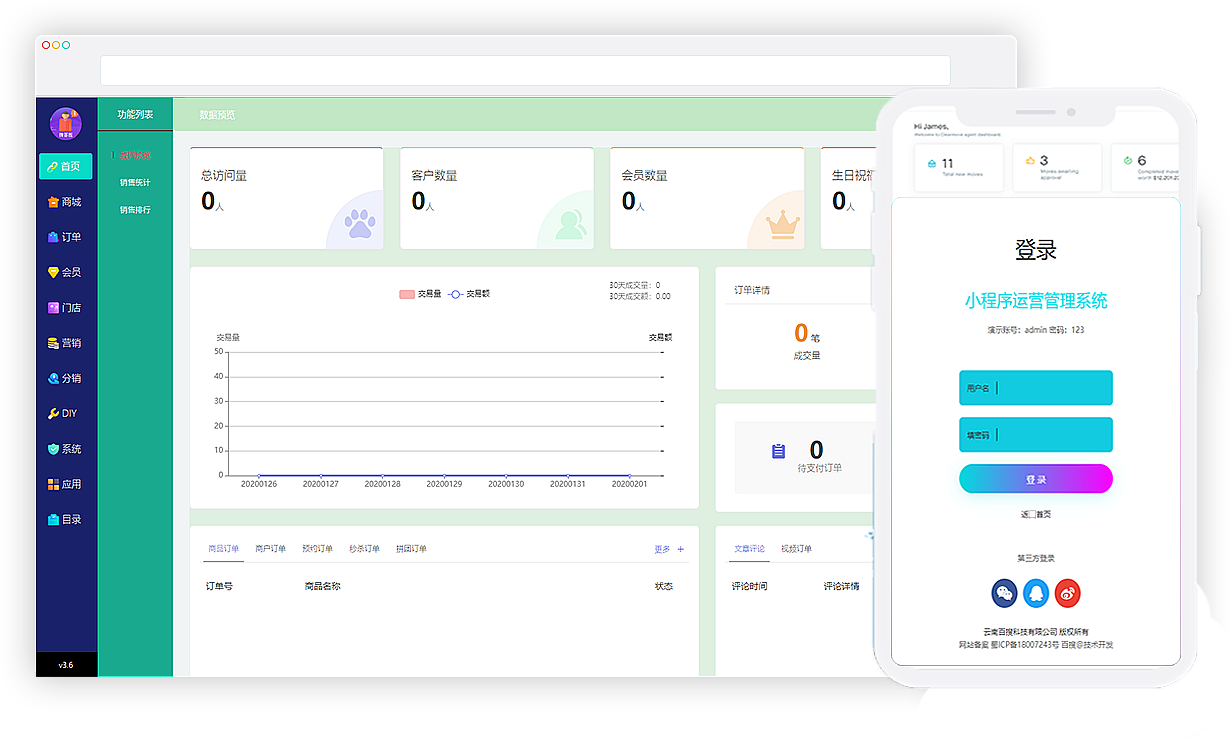 功能列表
数据预览
首页
商城
订单
会员
门店
营销
分销
DIY
系统
应用
目录
v3.6
数据预览
销售统计
销售排行
总访问量
0人
客户数量
0人
会员数量
0人
生日祝福
0人
交易量 交易额
30天成交量: 0
30天成交额: 0.00
交易量
交易额
50
40
30
20
10
0
20200126 20200127 20200128 20200129 20200130 20200131 20200201
订单详情
0 笔
成交量
0
待支付订单
商品订单 商户订单 预约订单 秒杀订单 拼团订单 更多 +
订单号 商品名称 状态
文章评论 视频订单
评论时间 评论详情
Hi James,
Welcome to Cleanmove agent dashboard.
11
Total new moves
3
Moves awaiting
approval
6
Completed moves
worth
登录
小程序运营管理系统
演示账号: admin 密码: 123
用户名
填密码
登录
首页
第三方登录
云南百搜科技有限公司 版权所有
网站备案 蜀ICP备18007243号 百搜@技术开发